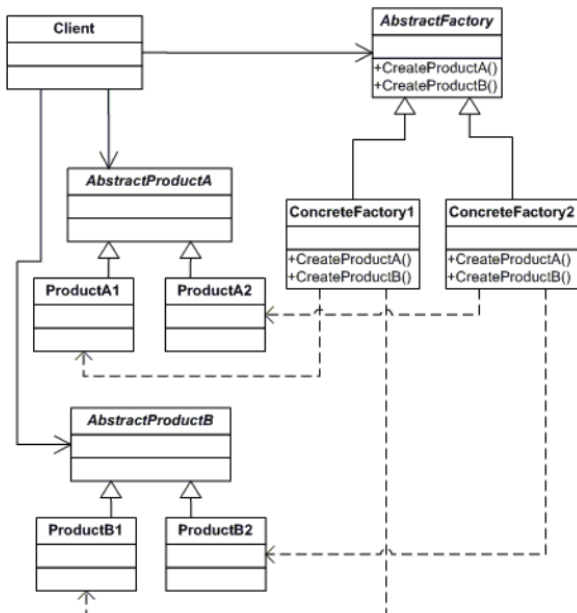 Client
AbstractFactory
+CreateProductA()
+CreateProductB()
AbstractProductA
ConcreteFactory1
+CreateProductA()
+CreateProductB()
ConcreteFactory2
+CreateProductA()
+CreateProductB()
ProductA1
ProductA2
AbstractProductB
ProductB1
ProductB2